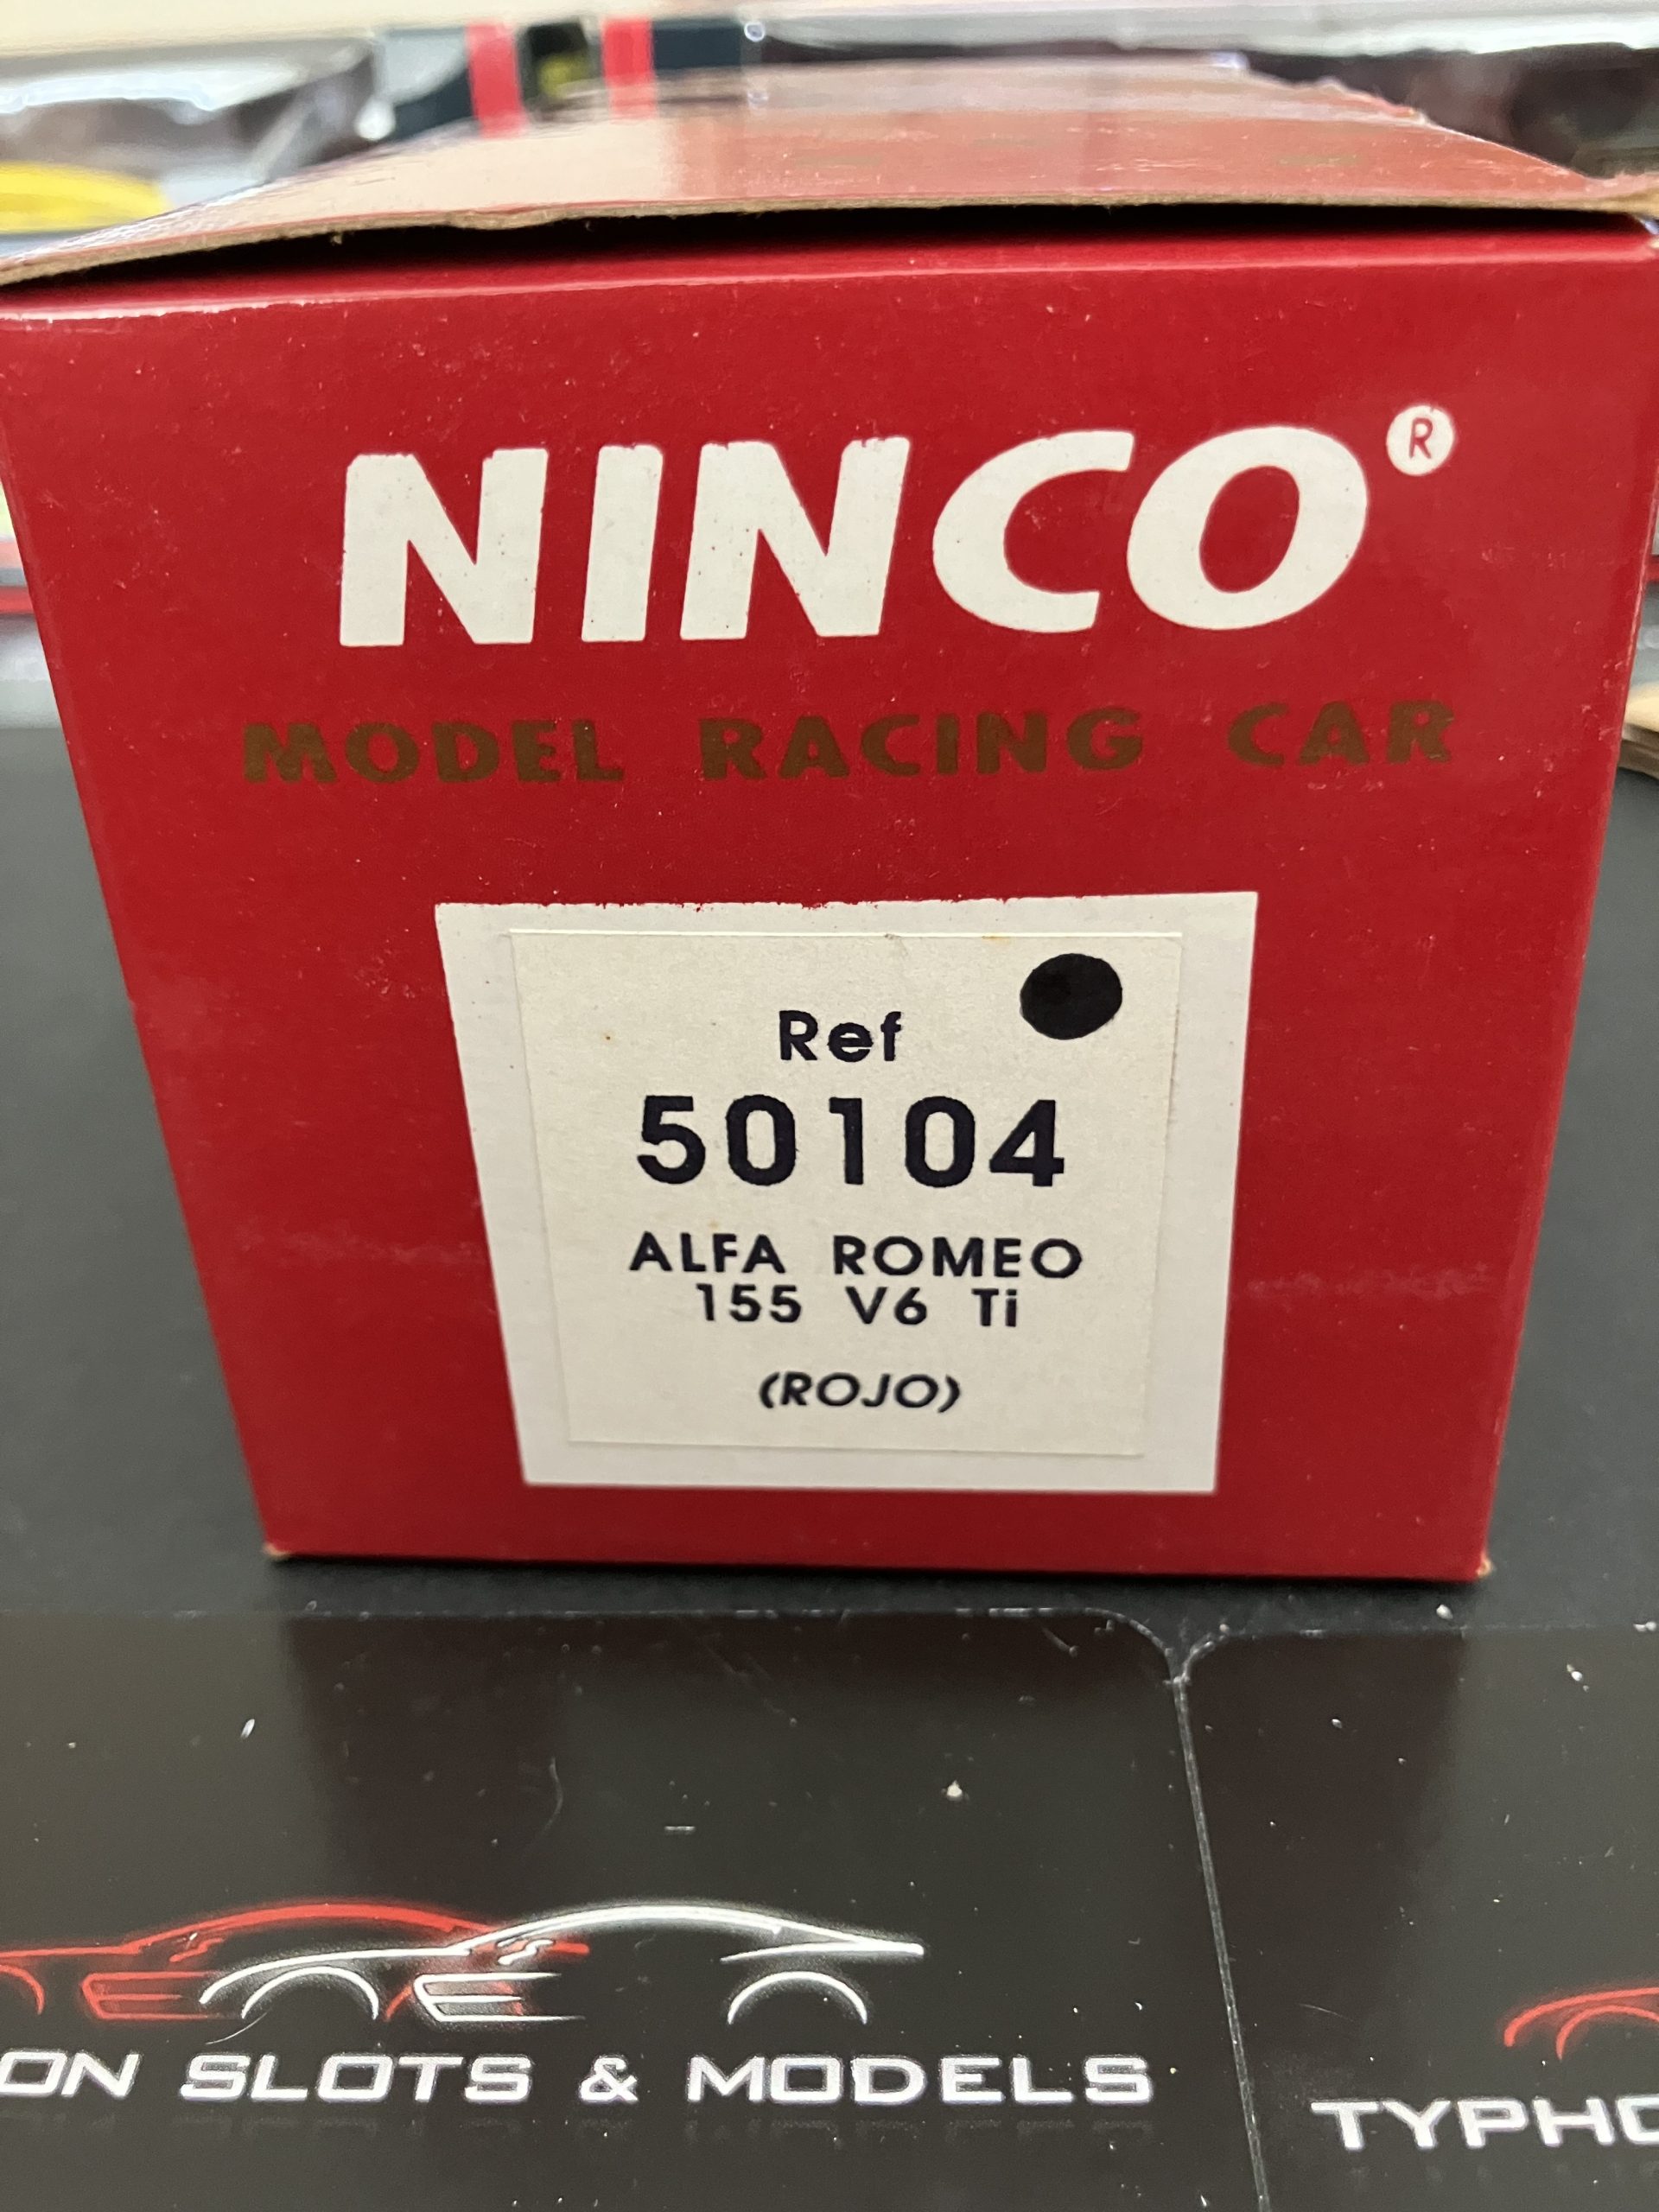 NINCO®
MODEL RACING CAR
Ref
50104
ALFA ROMEO
155 V6 Ti
(ROJO)
ON SLOTS & MODELS
TYPHO